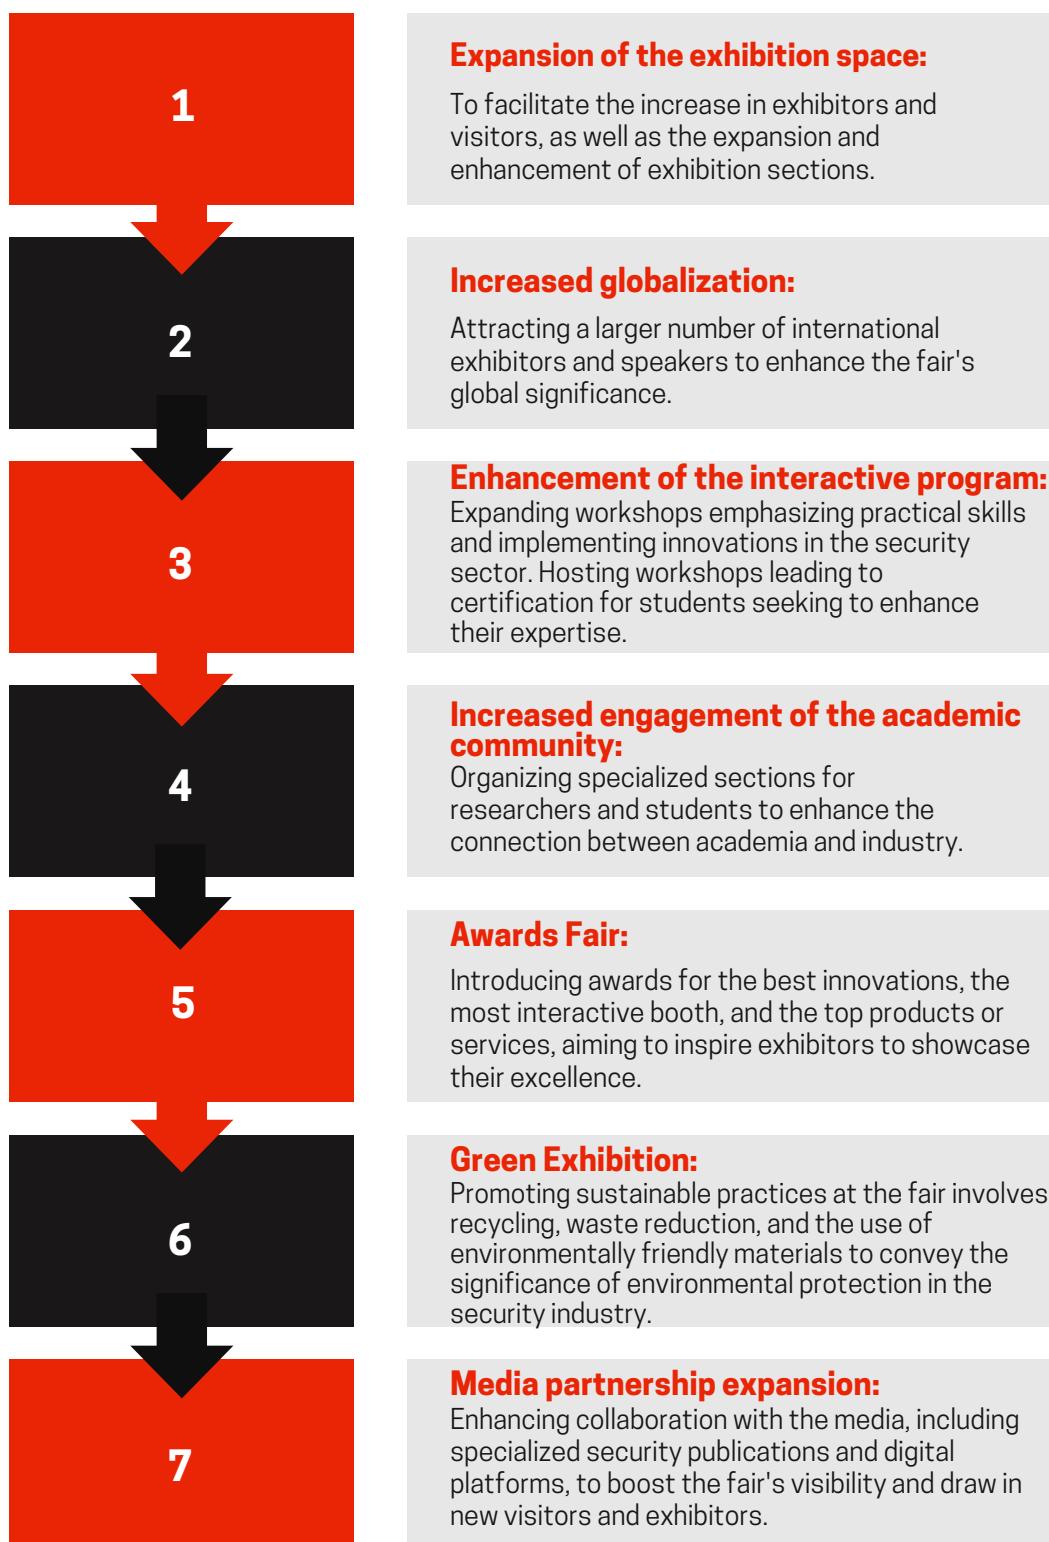 1
Expansion of the exhibition space:
To facilitate the increase in exhibitors and
visitors, as well as the expansion and
enhancement of exhibition sections.
2
Increased globalization:
Attracting a larger number of international
exhibitors and speakers to enhance the fair's
global significance.
3
Enhancement of the interactive program:
Expanding workshops emphasizing practical skills
and implementing innovations in the security
sector. Hosting workshops leading to
certification for students seeking to enhance
their expertise.
4
Increased engagement of the academic
community:
Organizing specialized sections for
researchers and students to enhance the
connection between academia and industry.
5
Awards Fair:
Introducing awards for the best innovations, the
most interactive booth, and the top products or
services, aiming to inspire exhibitors to showcase
their excellence.
6
Green Exhibition:
Promoting sustainable practices at the fair involves
recycling, waste reduction, and the use of
environmentally friendly materials to convey the
significance of environmental protection in the
security industry.
7
Media partnership expansion:
Enhancing collaboration with the media, including
specialized security publications and digital
platforms, to boost the fair's visibility and draw in
new visitors and exhibitors.